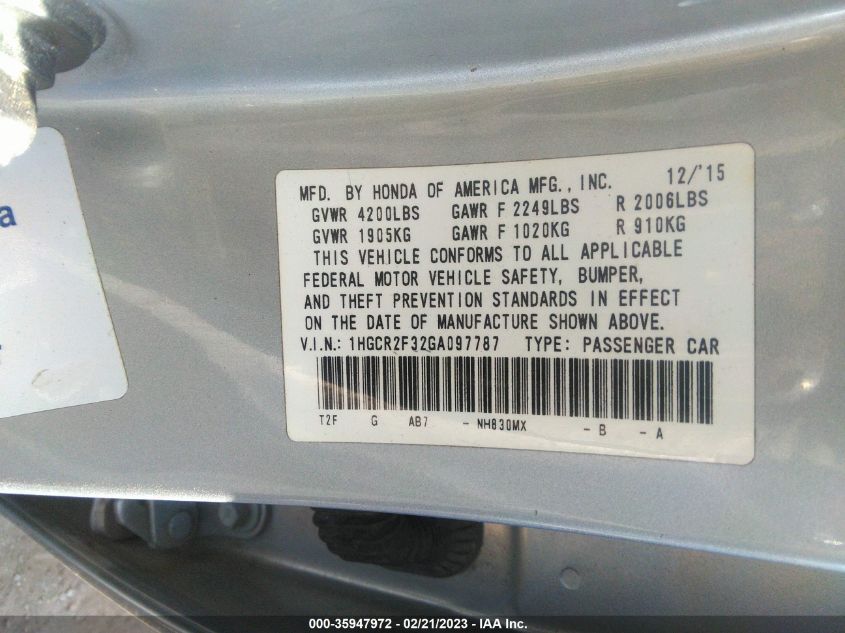 MFD. BY HONDA OF AMERICA MFG., INC. 12/'15
GVWR 4200LBS GAWR F 2249LBS R 2006LBS
GVWR 1905KG GAWR F 1020KG R 910KG
THIS VEHICLE CONFORMS TO ALL APPLICABLE
FEDERAL MOTOR VEHICLE SAFETY, BUMPER,
AND THEFT PREVENTION STANDARDS IN EFFECT
ON THE DATE OF MANUFACTURE SHOWN ABOVE.
V.I.N.: 1HGCR2F32GA097787 TYPE: PASSENGER CAR
T2F G AB7 - NH830MX - B - A
a
000-35947972 - 02/21/2023 - IAA Inc.